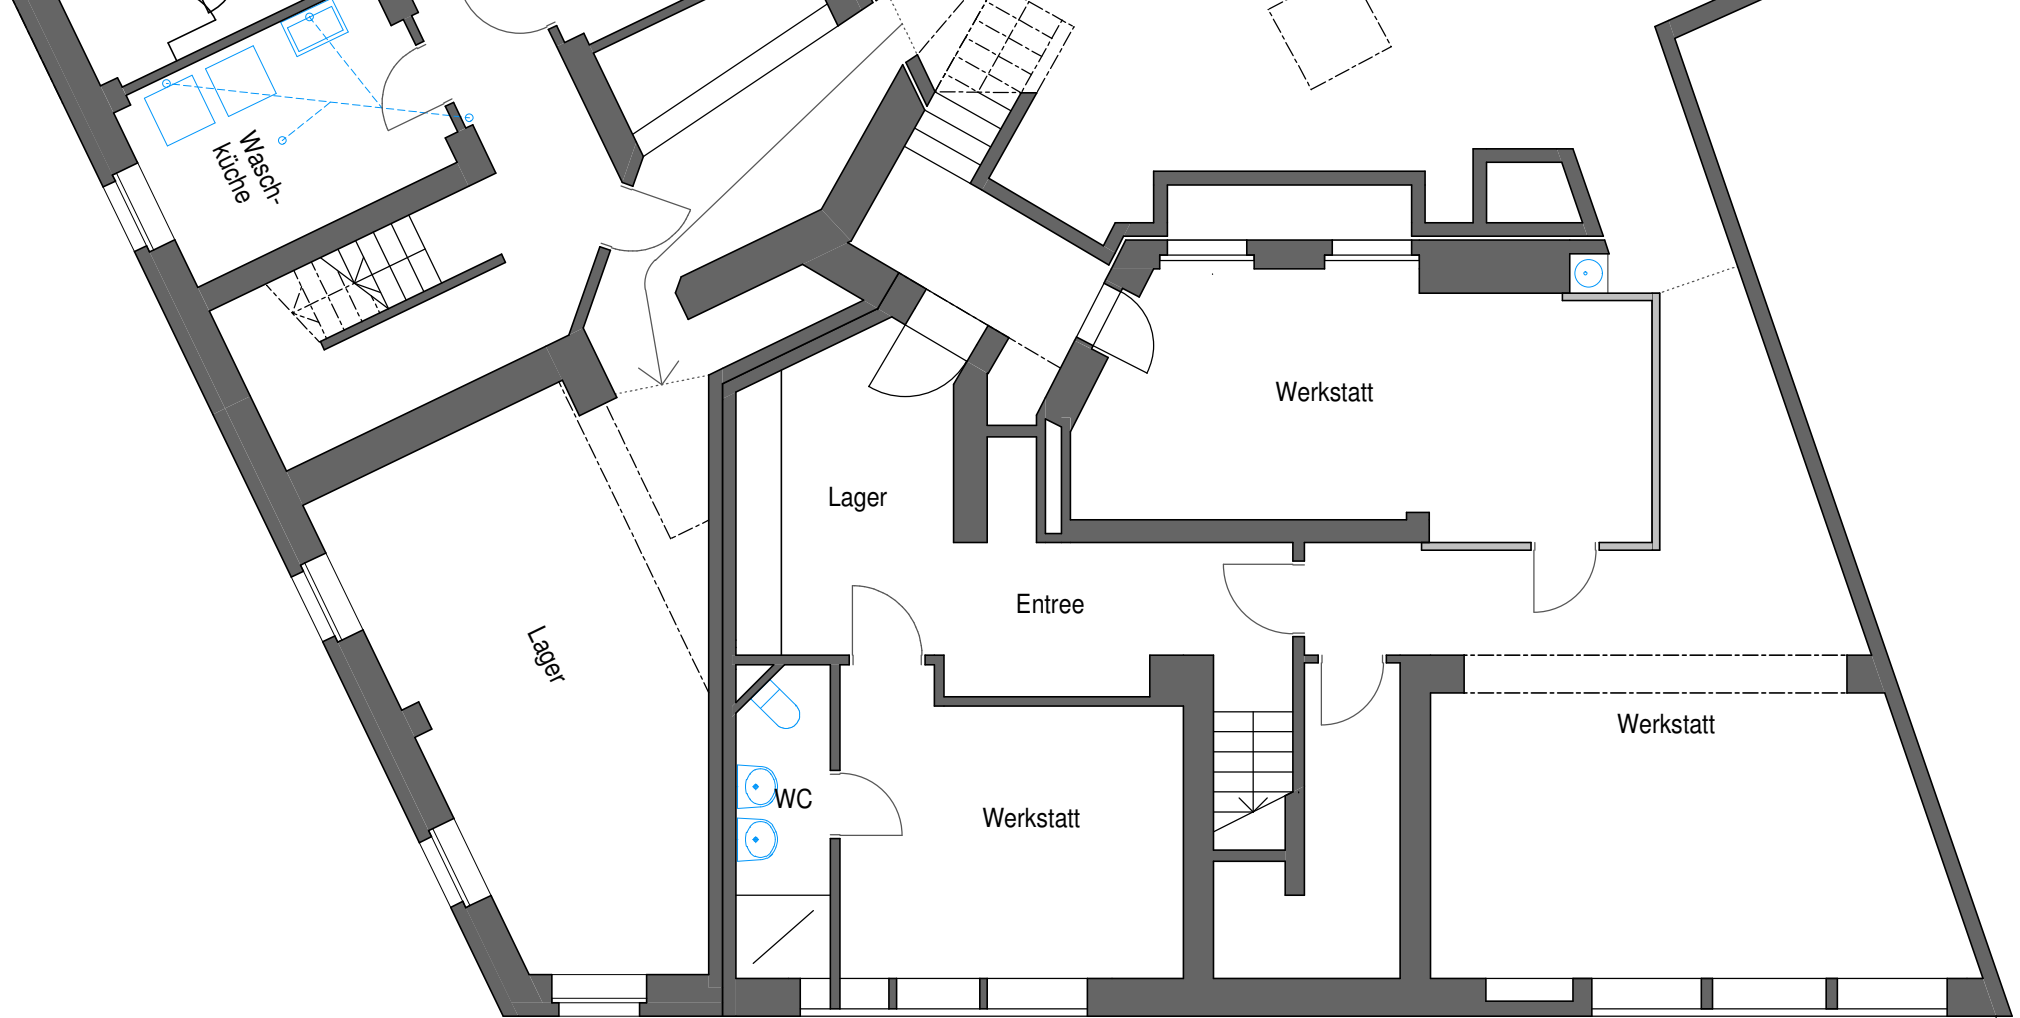 Wasch-
küche
Werkstatt
Lager
Entree
Lager
Werkstatt
WC
Werkstatt